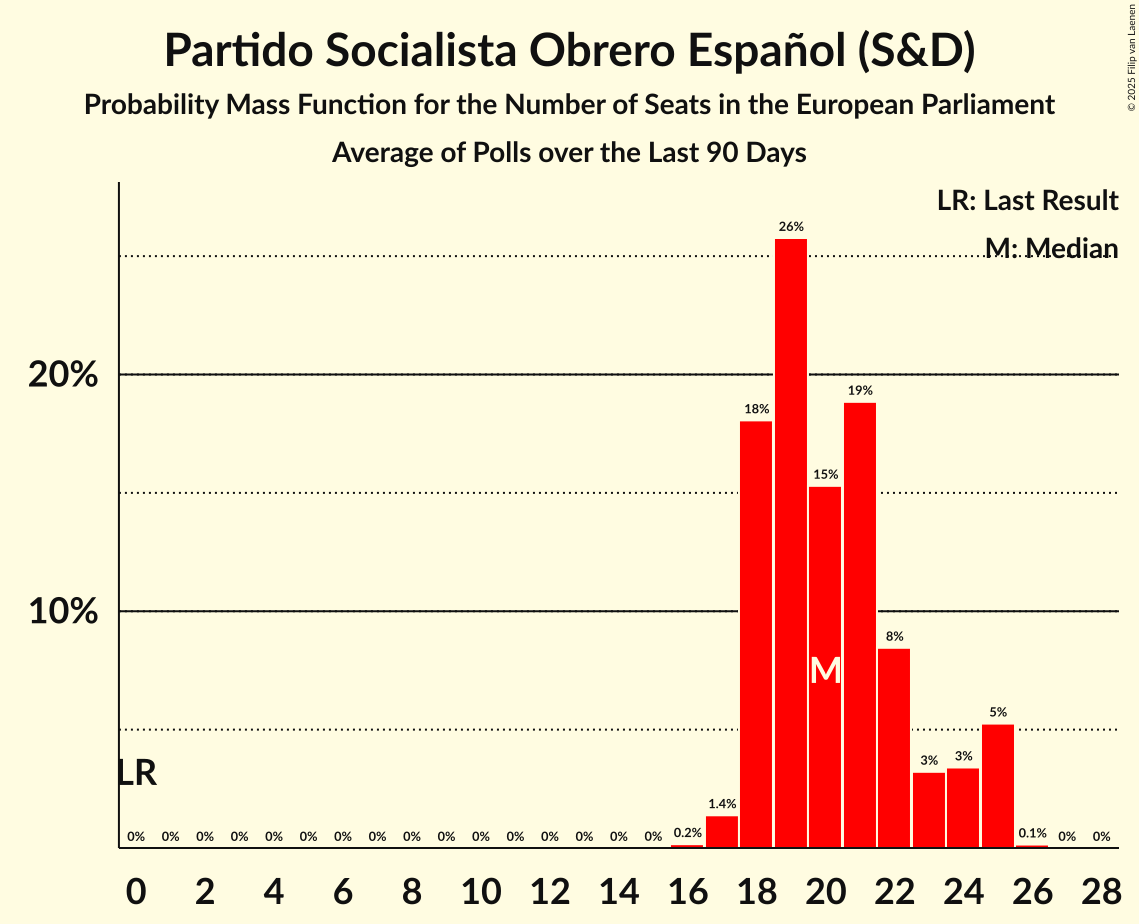 Partido Socialista Obrero Español (S&D)
Probability Mass Function for the Number of Seats in the European Parliament
Average of Polls over the Last 90 Days
© 2025 Filip van Laenen
LR: Last Result
M: Median
26%
20%
19%
18%
15%
10%
8%
M
5%
3% 3%
LR
1.4%
0% 0% 0% 0% 0% 0% 0% 0% 0% 0% 0% 0% 0% 0% 0% 0% 0.2% 0.1% 0% 0%
0 2 4 6 8 10 12 14 16 18 20 22 24 26 28